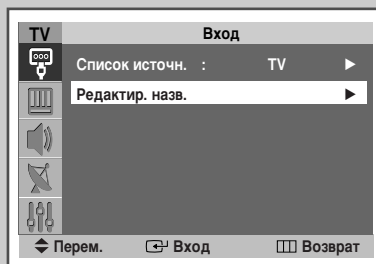 TV Вход
Список источн. : TV ►
Редактир. назв. ►
Перем. Вход Возврат